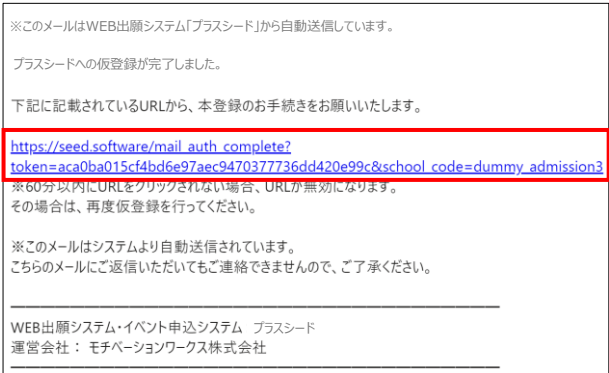 ※このメールはWEB出願システム「プラスシード」から自動送信しています。
プラスシードへの仮登録が完了しました。
下記に記載されているURLから、本登録のお手続きをお願いいたします。
https://seed.software/mail_auth_complete?
token=aca0ba015cf4bd6e97aec9470377736dd420e99c&school_code=dummy_admission3
※60分以内にURLをクリックされない場合、URLが無効になります。
その場合は、再度仮登録を行ってください。
※このメールはシステムより自動送信されています。
こちらのメールにご返信いただいてもご連絡できませんので、ご了承ください。
WEB出願システム・イベント申込システム プラスシード
運営会社： モチベーションワークス株式会社